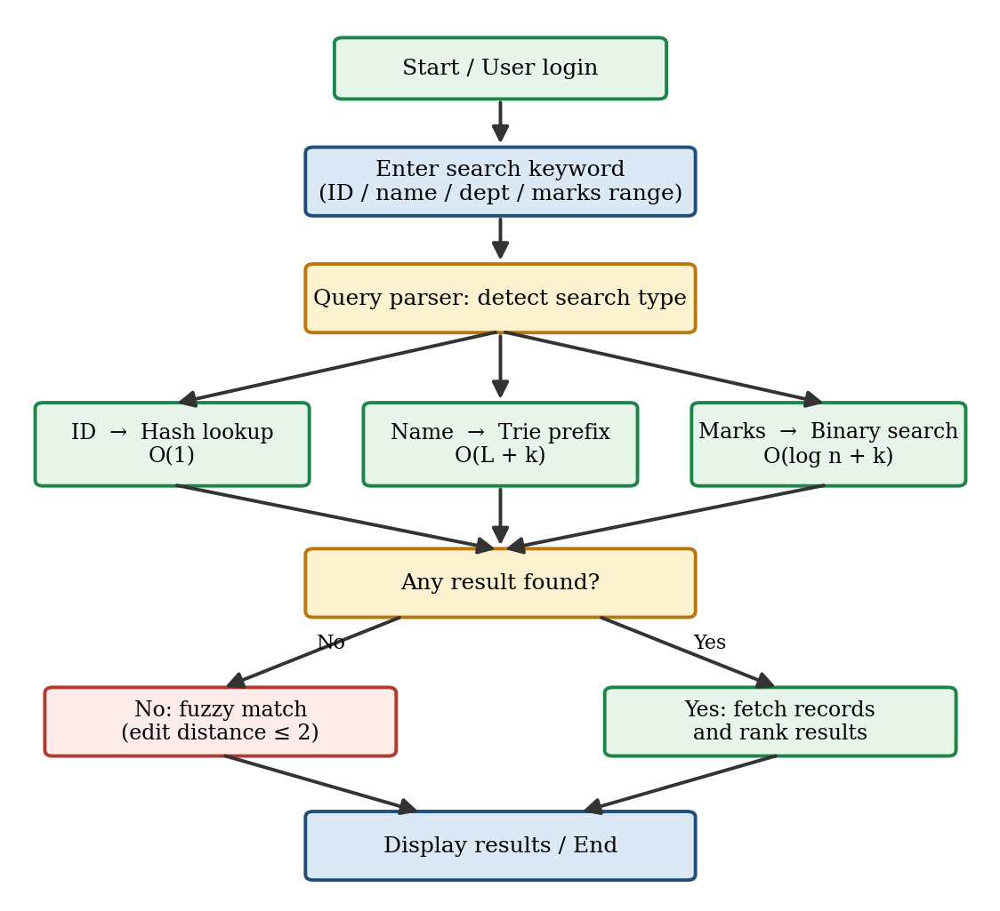 Start / User login
Enter search keyword
(ID / name / dept / marks range)
Query parser: detect search type
ID → Hash lookup
O(1)
Name → Trie prefix
O(L + k)
Marks → Binary search
O(log n + k)
Any result found?
No
Yes
No: fuzzy match
(edit distance ≤ 2)
Yes: fetch records
and rank results
Display results / End